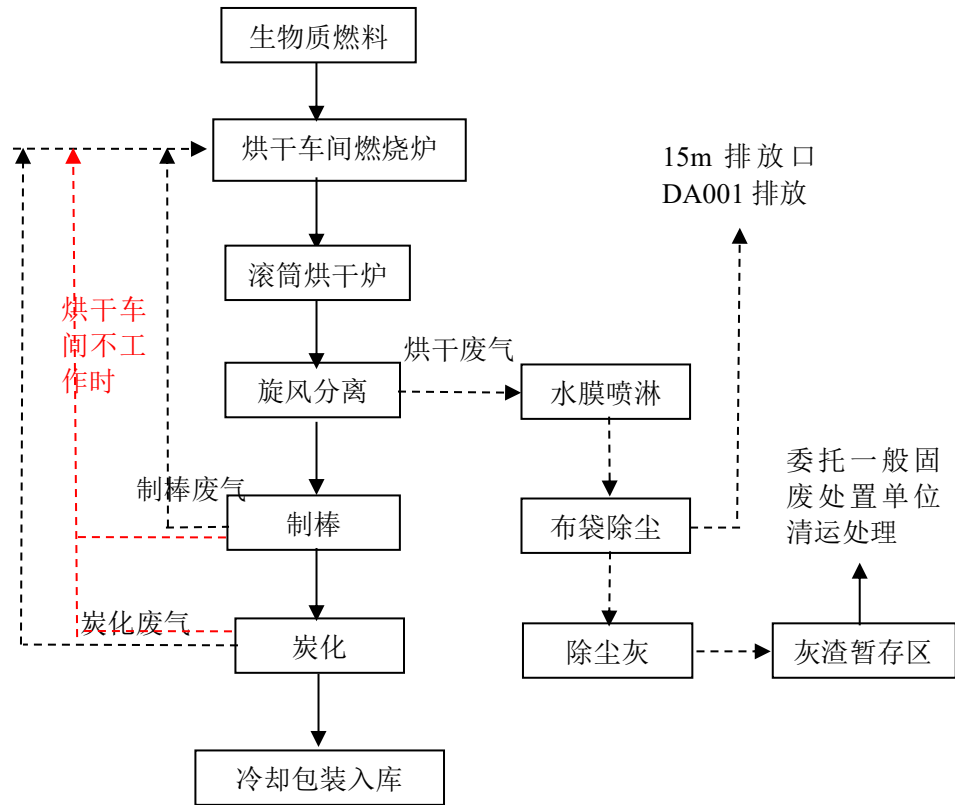 生物质燃料
烘干车间燃烧炉
15m 排放口
DA001 排放
滚筒烘干炉
烘干车
间不工
作时
烘干废气
旋风分离
水膜喷淋
委托一般固
废处置单位
清运处理
制棒废气
制棒
布袋除尘
炭化废气
炭化
除尘灰
灰渣暂存区
冷却包装入库